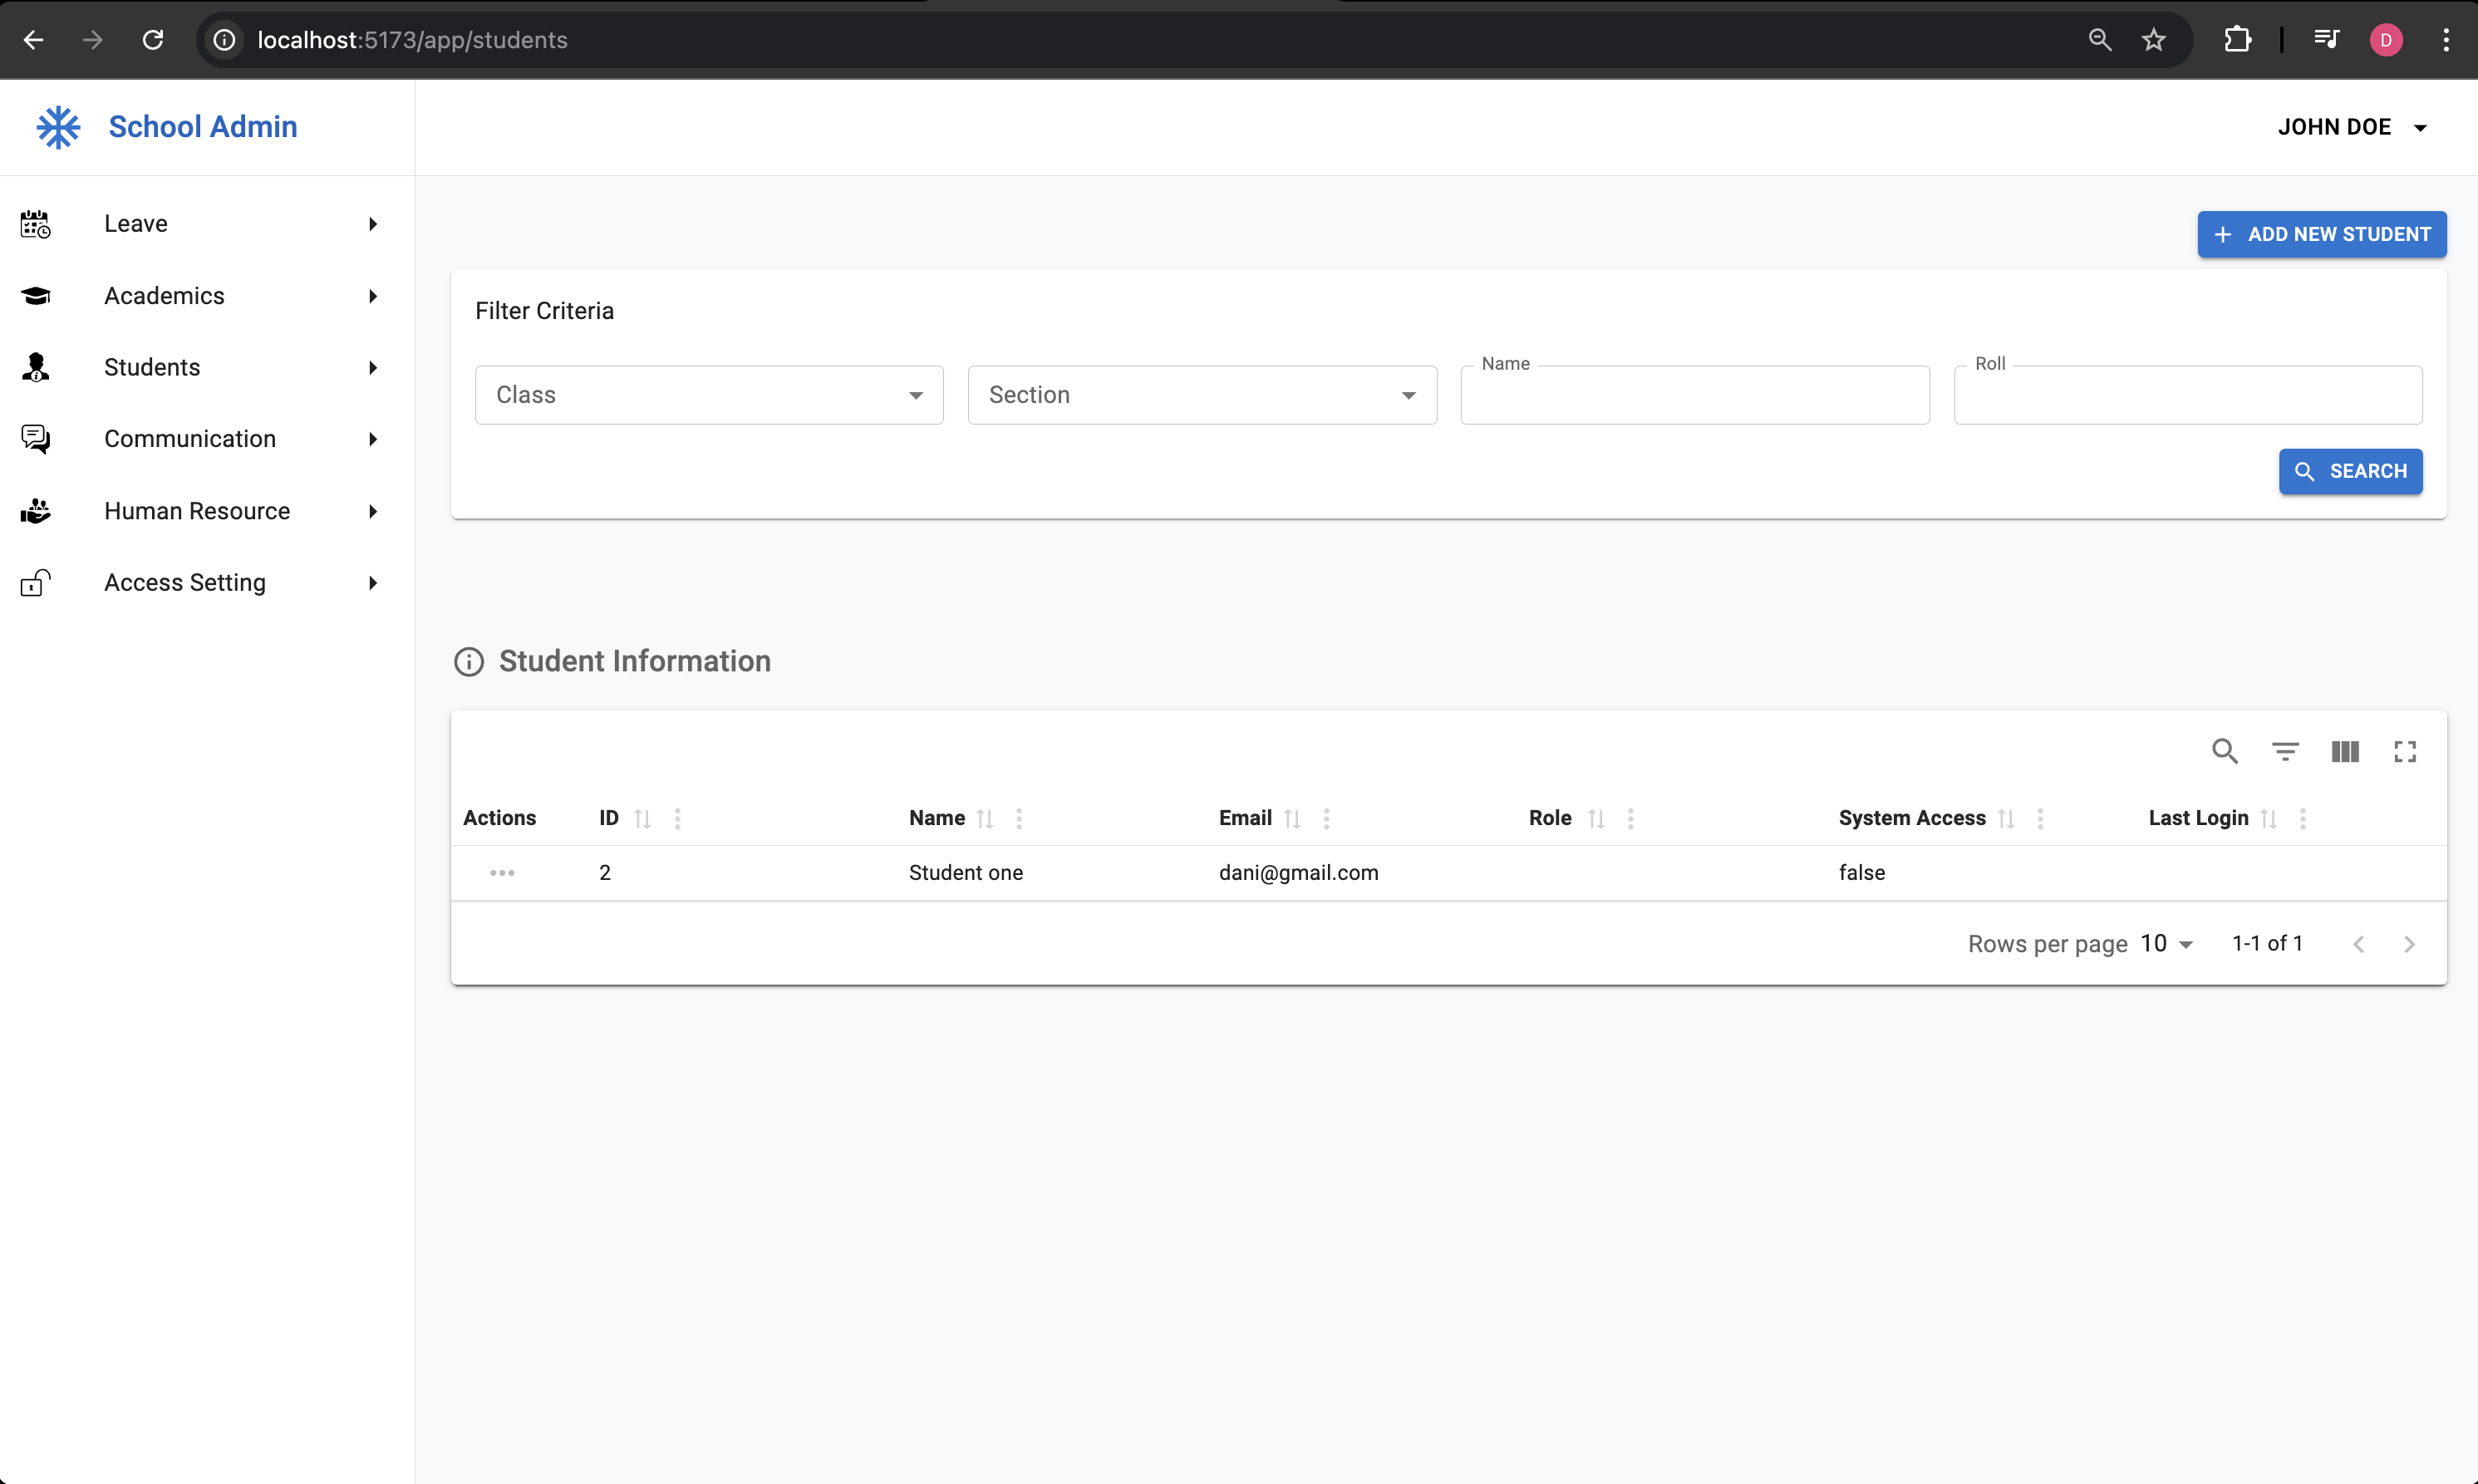 localhost:5173/app/students
D
School Admin
JOHN DOE
Leave
Academics
Students
Communication
Human Resource
Access Setting
ADD NEW STUDENT
Filter Criteria
Class
Section
Name
Roll
SEARCH
Student Information
Actions ID Name Email Role System Access Last Login
2 Student one dani@gmail.com false
Rows per page 10 1-1 of 1